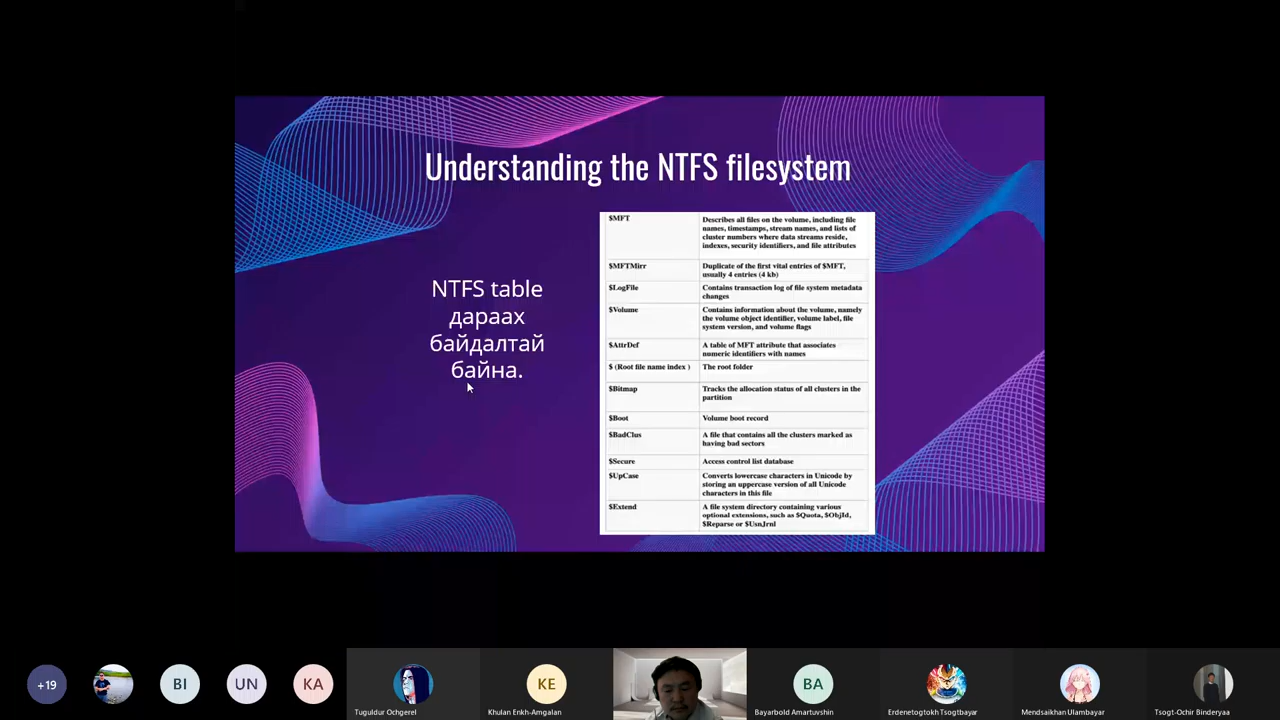 Understanding the NTFS filesystem
NTFS table
дараах
байдалтай
байна.
$MFT
Describes all files on the volume, including file
names, timestamps, stream names, and lists of
cluster numbers where data streams reside,
indexes, security identifiers, and file attributes
$MFTMirr
Duplicate of the first vital entries of $MFT,
usually 4 entries (4 kb)
$LogFile
Contains transaction log of file system metadata
changes
$Volume
Contains information about the volume, namely
the volume object identifier, volume label, file
system version, and volume flags
$AttrDef
A table of MFT attribute that associates
numeric identifiers with names
$ (Root file name index )
The root folder
$Bitmap
Tracks the allocation status of all clusters in the
partition
$Boot
Volume boot record
$BadClus
A file that contains all the clusters marked as
having bad sectors
$Secure
Access control list database
$UpCase
Converts lowercase characters in Unicode by
storing an uppercase version of all Unicode
characters in this file
$Extend
A file system directory containing various
optional extensions, such as $Quota, $ObjId,
$Reparse or $UsnJrnl
+19
BI
UN
KA
Tuguldur Ochgerel
KE
Khulan Enkh-Amgalan
BA
Bayarbold Amartuvshin
Erdenetogtokh Tsogtbayar
Mendsaikhan Ulambayar
Tsogt-Ochir Binderyaa